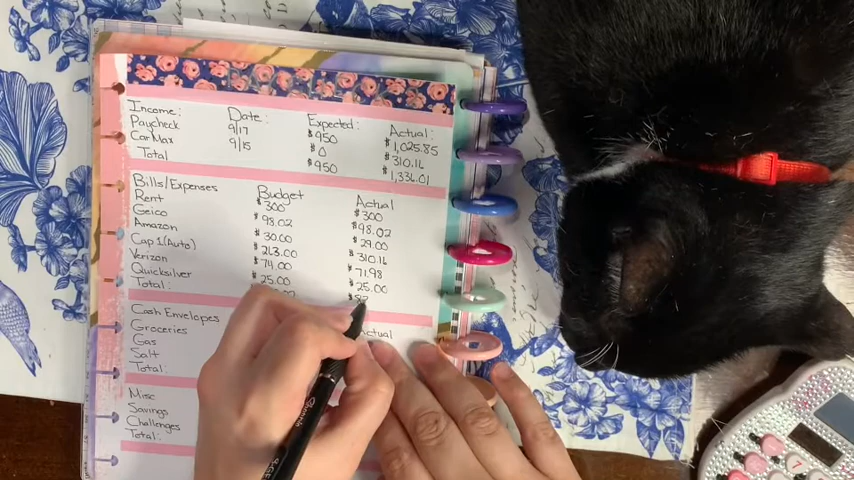 Income: Date: Expected: Actual:
Paycheck 9/17 $950 $1,025.85
CarMax 9/15 $0 $310.16
Total $950 $1,336.01
Bills/Expenses Budget Actual
Rent $300 $300
Geico $98.02 $98.02
Amazon $30.00 $29.00
Cap 1(Auto) $263.00 $310.16
Verizon $74.00 $71.98
Quicksilver $25.00 $25.00
Total:
Cash Envelopes Actual
Groceries
Gas
Salt
Misc
Savings
Challenges
Total: